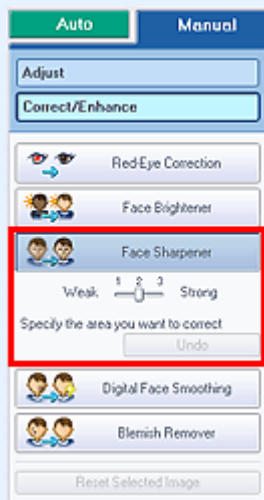 Auto Manual
Adjust
Correct/Enhance
Red-Eye Correction
Face Brightener
Face Sharpener
1 2 3
Weak Strong
Specify the area you want to correct
Undo
Digital Face Smoothing
Blemish Remover
Reset Selected Image